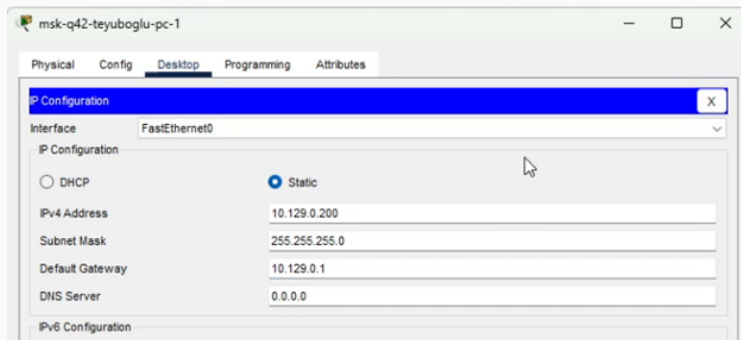 msk-q42-teyuboglu-pc-1
Physical Config Desktop Programming Attributes
IP Configuration X
Interface FastEthernet0
IP Configuration
DHCP Static
IPv4 Address 10.129.0.200
Subnet Mask 255.255.255.0
Default Gateway 10.129.0.1
DNS Server 0.0.0.0
IPv6 Configuration